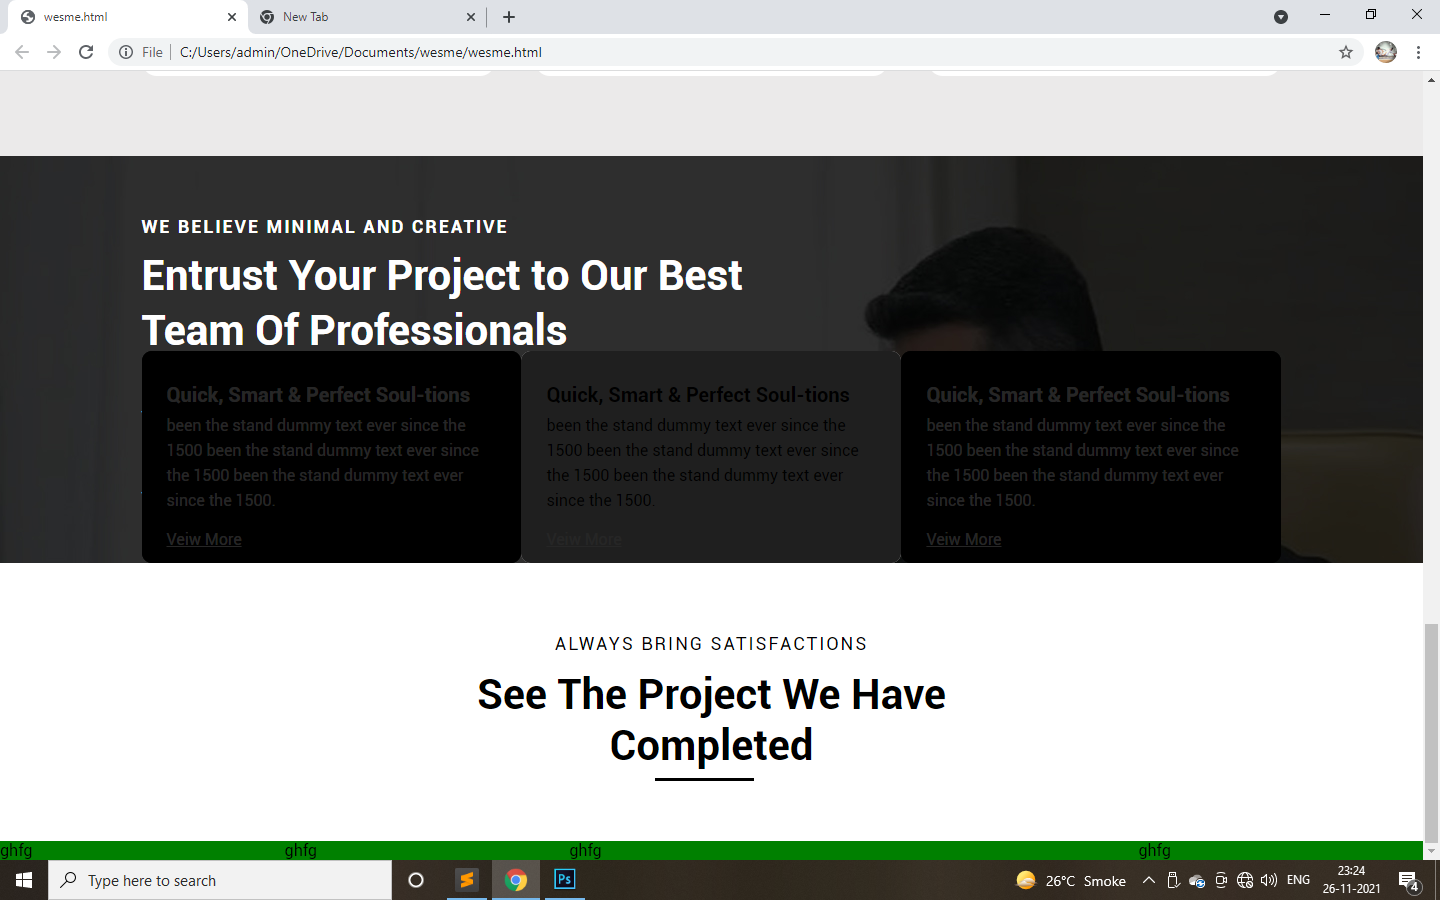 wesme.html
New Tab
File
C:/Users/admin/OneDrive/Documents/wesme/wesme.html
WE BELIEVE MINIMAL AND CREATIVE
Entrust Your Project to Our Best
Team Of Professionals
Quick, Smart & Perfect Soul-tions
been the stand dummy text ever since the
1500 been the stand dummy text ever since
the 1500 been the stand dummy text ever
since the 1500.
Veiw More
Quick, Smart & Perfect Soul-tions
been the stand dummy text ever since the
1500 been the stand dummy text ever since
the 1500 been the stand dummy text ever
since the 1500.
Veiw More
Quick, Smart & Perfect Soul-tions
been the stand dummy text ever since the
1500 been the stand dummy text ever since
the 1500 been the stand dummy text ever
since the 1500.
Veiw More
ALWAYS BRING SATISFACTIONS
See The Project We Have
Completed
ghfg ghfg ghfg ghfg
Type here to search
Ps
26°C Smoke
ENG
23:24
26-11-2021
4